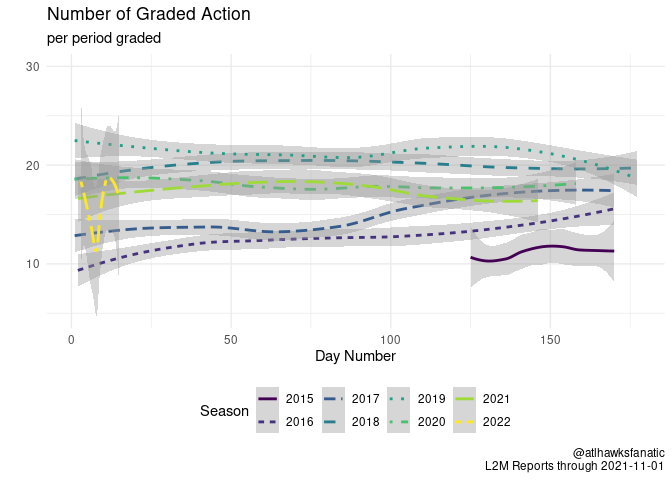 Number of Graded Action
per period graded
30
20
10
0
50
100
150
Day Number
Season
2015
2017
2019
2021
2016
2018
2020
2022
@atlhawksfanatic
L2M Reports through 2021-11-01